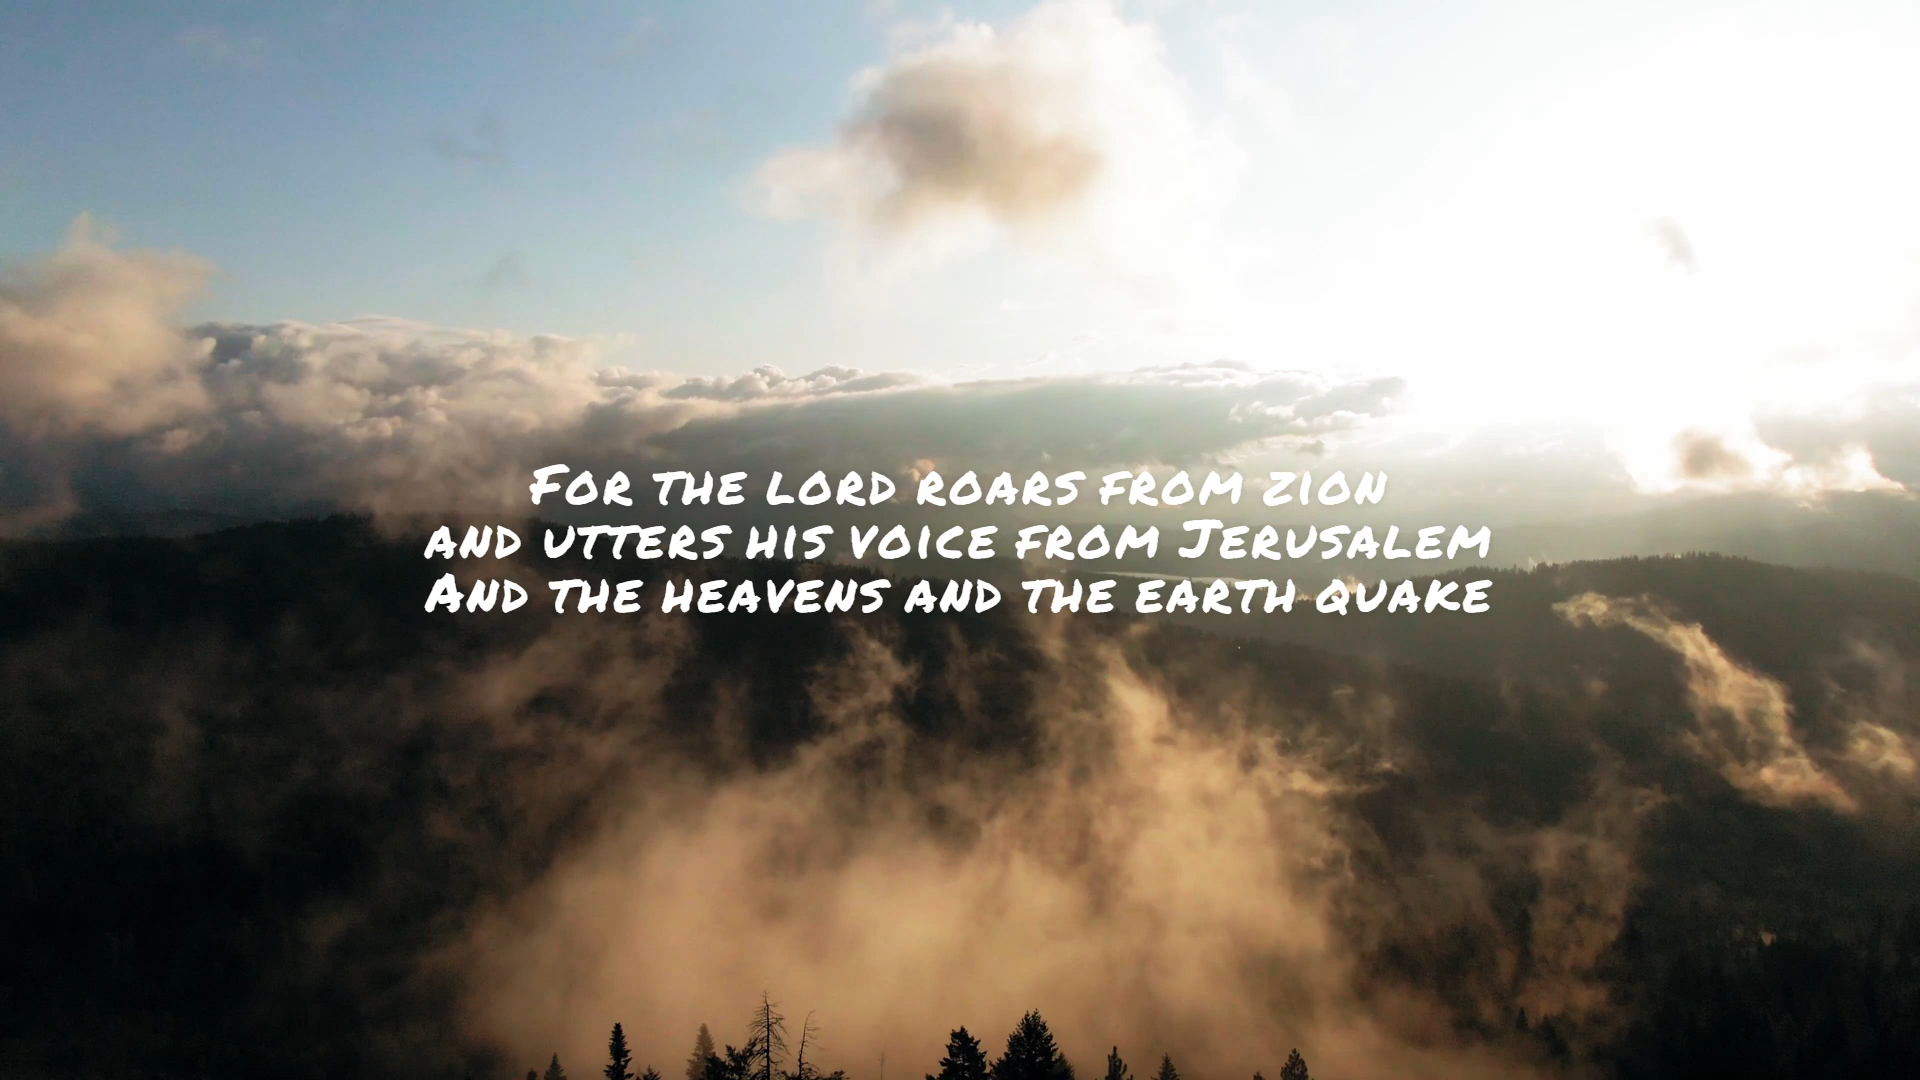 For the lord roars from zion
and utters his voice from Jerusalem
And the heavens and the earth quake